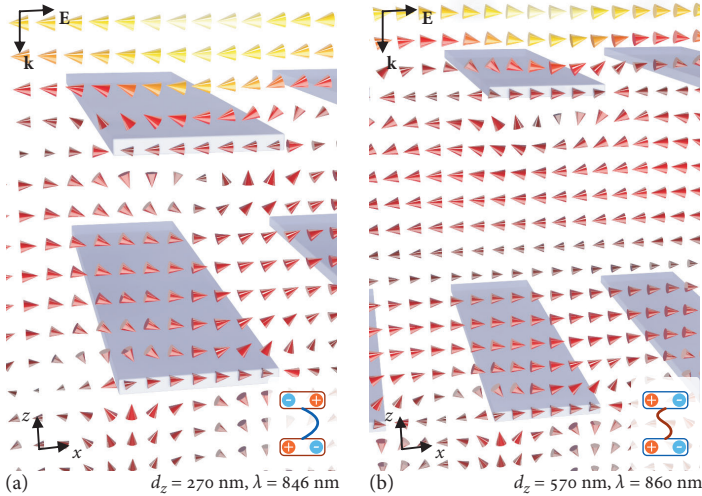 E
k
z
x
- +
+ -
(a)
d_z = 270 nm, λ = 846 nm
E
k
z
x
- +
+ -
(b)
d_z = 570 nm, λ = 860 nm